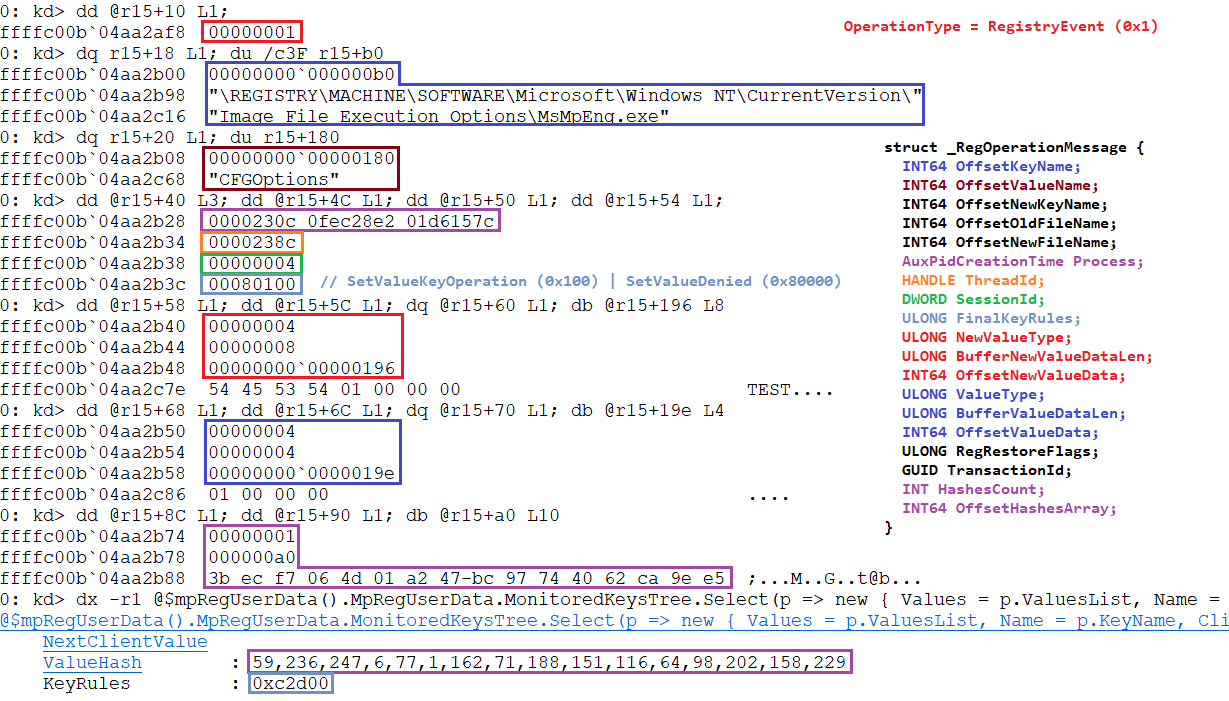 0: kd> dd @r15+10 L1;
ffffc00b`04aa2af8 00000001
OperationType = RegistryEvent (0x1)
0: kd> dq r15+18 L1; du /c3F r15+b0
ffffc00b`04aa2b00 00000000`000000b0
ffffc00b`04aa2b98 "\REGISTRY\MACHINE\SOFTWARE\Microsoft\Windows NT\CurrentVersion\"
ffffc00b`04aa2c16 "Image File Execution Options\MsMpEng.exe"
0: kd> dq r15+20 L1; du r15+180
ffffc00b`04aa2b08 00000000`00000180
ffffc00b`04aa2c68 "CFGOptions"
0: kd> dd @r15+40 L3; dd @r15+4C L1; dd @r15+50 L1; dd @r15+54 L1;
ffffc00b`04aa2b28 0000230c 0fec28e2 01d6157c
ffffc00b`04aa2b34 0000238c
ffffc00b`04aa2b38 00000004
ffffc00b`04aa2b3c 00080100 // SetValueKeyOperation (0x100) | SetValueDenied (0x80000)
0: kd> dd @r15+58 L1; dd @r15+5C L1; dq @r15+60 L1; db @r15+196 L8
ffffc00b`04aa2b40 00000004
ffffc00b`04aa2b44 00000008
ffffc00b`04aa2b48 00000000`00000196
ffffc00b`04aa2c7e 54 45 53 54 01 00 00 00 TEST....
0: kd> dd @r15+68 L1; dd @r15+6C L1; dq @r15+70 L1; db @r15+19e L4
ffffc00b`04aa2b50 00000004
ffffc00b`04aa2b54 00000004
ffffc00b`04aa2b58 00000000`0000019e
ffffc00b`04aa2c86 01 00 00 00 ....
0: kd> dd @r15+8C L1; dd @r15+90 L1; db @r15+a0 L10
ffffc00b`04aa2b74 00000001
ffffc00b`04aa2b78 000000a0
ffffc00b`04aa2b88 3b ec f7 06 4d 01 a2 47-bc 97 74 40 62 ca 9e e5 ;...M..G..t@b...
0: kd> dx -r1 @$mpRegUserData().MpRegUserData.MonitoredKeysTree.Select(p => new { Values = p.ValuesList, Name =
@$mpRegUserData().MpRegUserData.MonitoredKeysTree.Select(p => new { Values = p.ValuesList, Name = p.KeyName, Cli
NextClientValue
ValueHash : 59,236,247,6,77,1,162,71,188,151,116,64,98,202,158,229
KeyRules : 0xc2d00
struct _RegOperationMessage {
INT64 OffsetKeyName;
INT64 OffsetValueName;
INT64 OffsetNewKeyName;
INT64 OffsetOldFileName;
INT64 OffsetNewFileName;
AuxPidCreationTime Process;
HANDLE ThreadId;
DWORD SessionId;
ULONG FinalKeyRules;
ULONG NewValueType;
ULONG BufferNewValueDataLen;
INT64 OffsetNewValueData;
ULONG ValueType;
ULONG BufferValueDataLen;
INT64 OffsetValueData;
ULONG RegRestoreFlags;
GUID TransactionId;
INT HashesCount;
INT64 OffsetHashesArray;
}